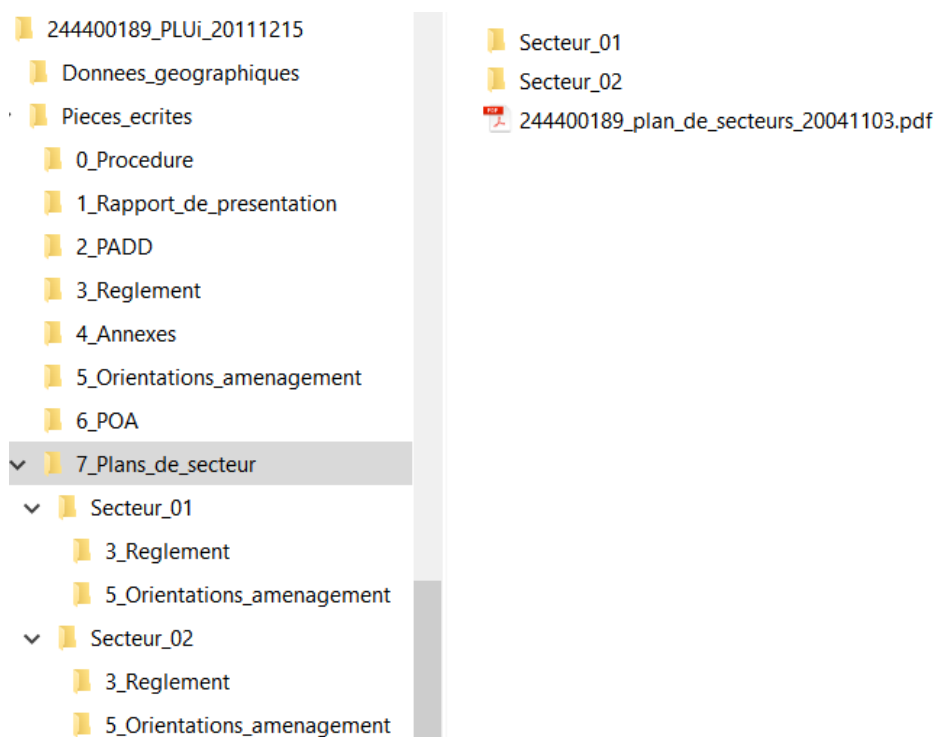 244400189_PLUi_20111215
Donnees_geographiques
Pieces_ecrites
0_Procedure
1_Rapport_de_presentation
2_PADD
3_Reglement
4_Annexes
5_Orientations_amenagement
6_POA
7_Plans_de_secteur
Secteur_01
3_Reglement
5_Orientations_amenagement
Secteur_02
3_Reglement
5_Orientations_amenagement
Secteur_01
Secteur_02
PDF
244400189_plan_de_secteurs_20041103.pdf